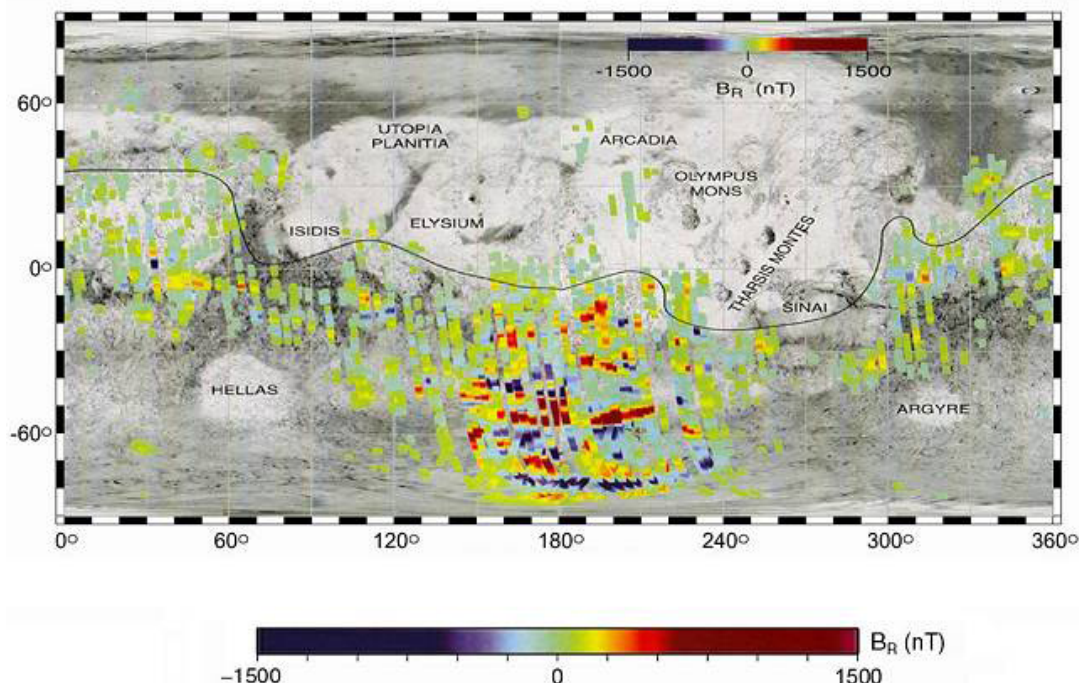 -1500 0 1500
B_R (nT)
60°
UTOPIA
PLANITIA
ARCADIA
OLYMPUS
MONS
ISIDIS
ELYSIUM
0°
THARSIS MONTES
SINAI
HELLAS
ARGYRE
-60°
0° 60° 120° 180° 240° 300° 360°
B_R (nT)
−1500 0 1500